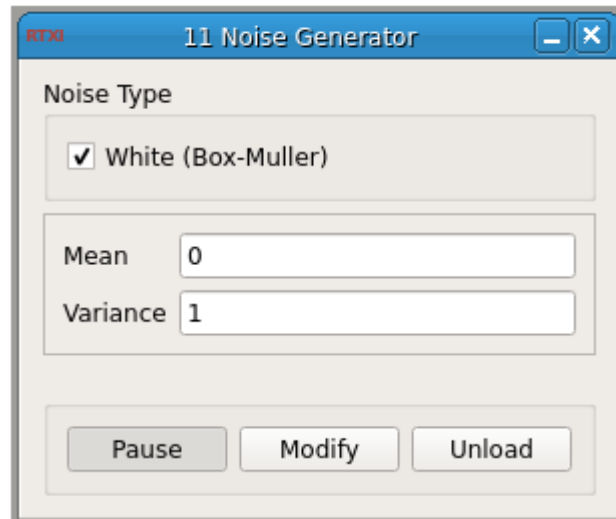 RTXI 11 Noise Generator
Noise Type
White (Box-Muller)
Mean 0
Variance 1
Pause Modify Unload